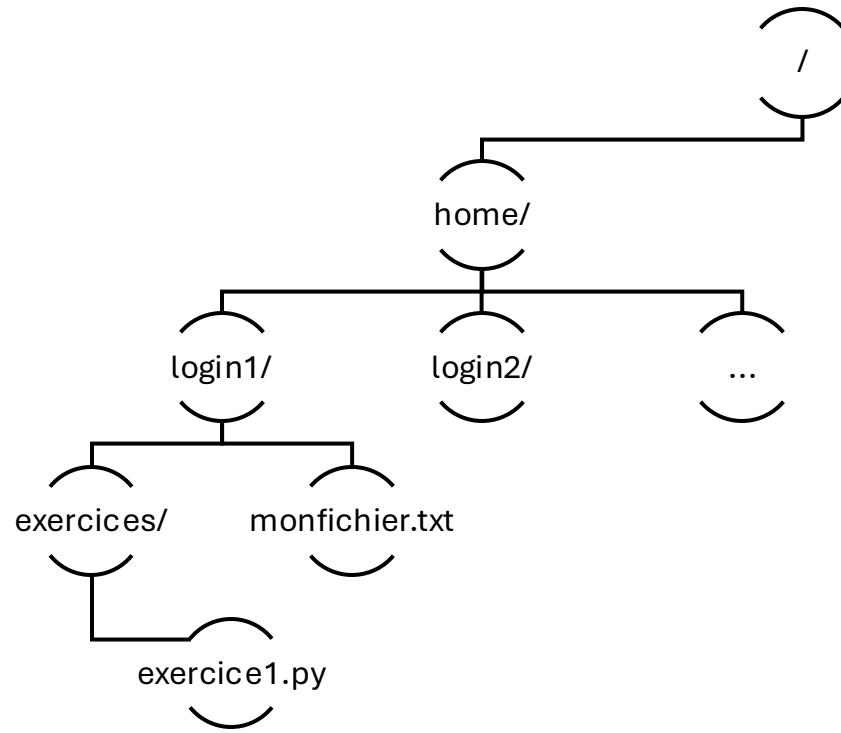 /
home/
login1/
login2/
...
exercices/
monfichier.txt
exercice1.py